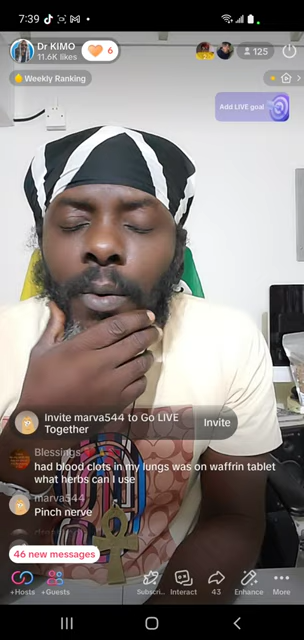 7:39
Dr KiMO
11.6K likes
6
125
Weekly Ranking
Add LIVE goal
Invite marva544 to Go LIVE
Together
Invite
Blessings
had blood clots in my lungs was on waffrin tablet
what herbs can I use
marva544
Pinch nerve
46 new messages
+Hosts
+Guests
Subscri...
Interact
43
Enhance
More